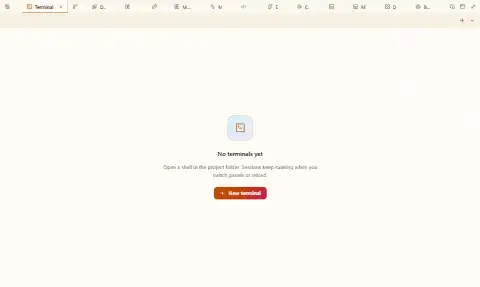 Terminal
D..
M...
E
C.
M
D
B..
No terminals yet
Open a shell in the project folder. Sessions keep running when you
switch panels or reload.
+ New terminal